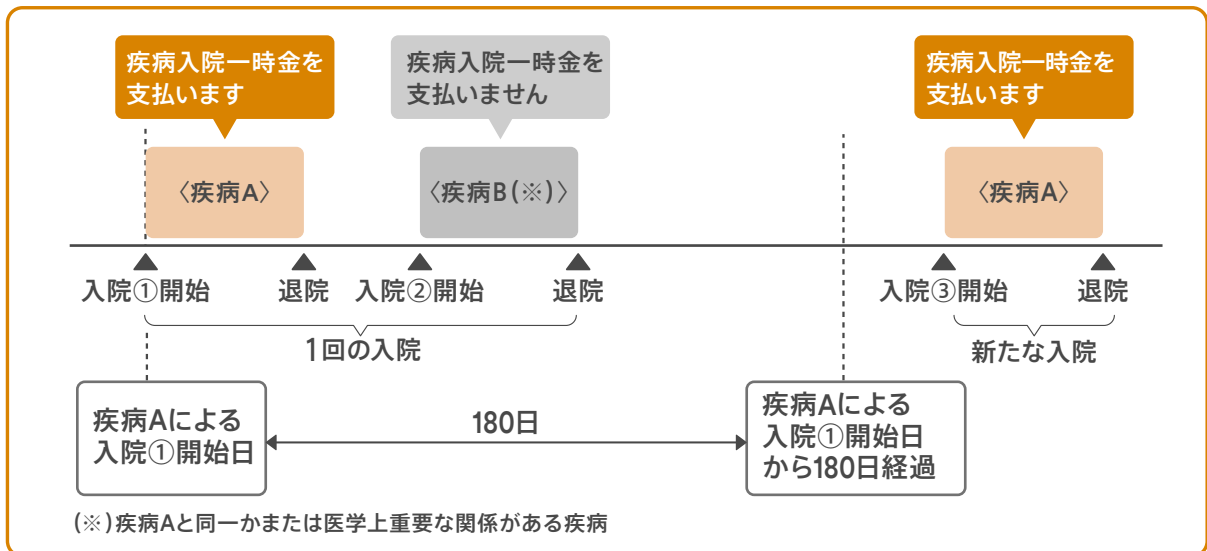 疾病入院一時金を
支払います
疾病入院一時金を
支払いません
疾病入院一時金を
支払います
〈疾病A〉
〈疾病B(※)〉
〈疾病A〉
入院①開始
退院
入院②開始
退院
入院③開始
退院
1回の入院
新たな入院
疾病Aによる
入院①開始日
180日
疾病Aによる
入院①開始日
から180日経過
(※)疾病Aと同一かまたは医学上重要な関係がある疾病